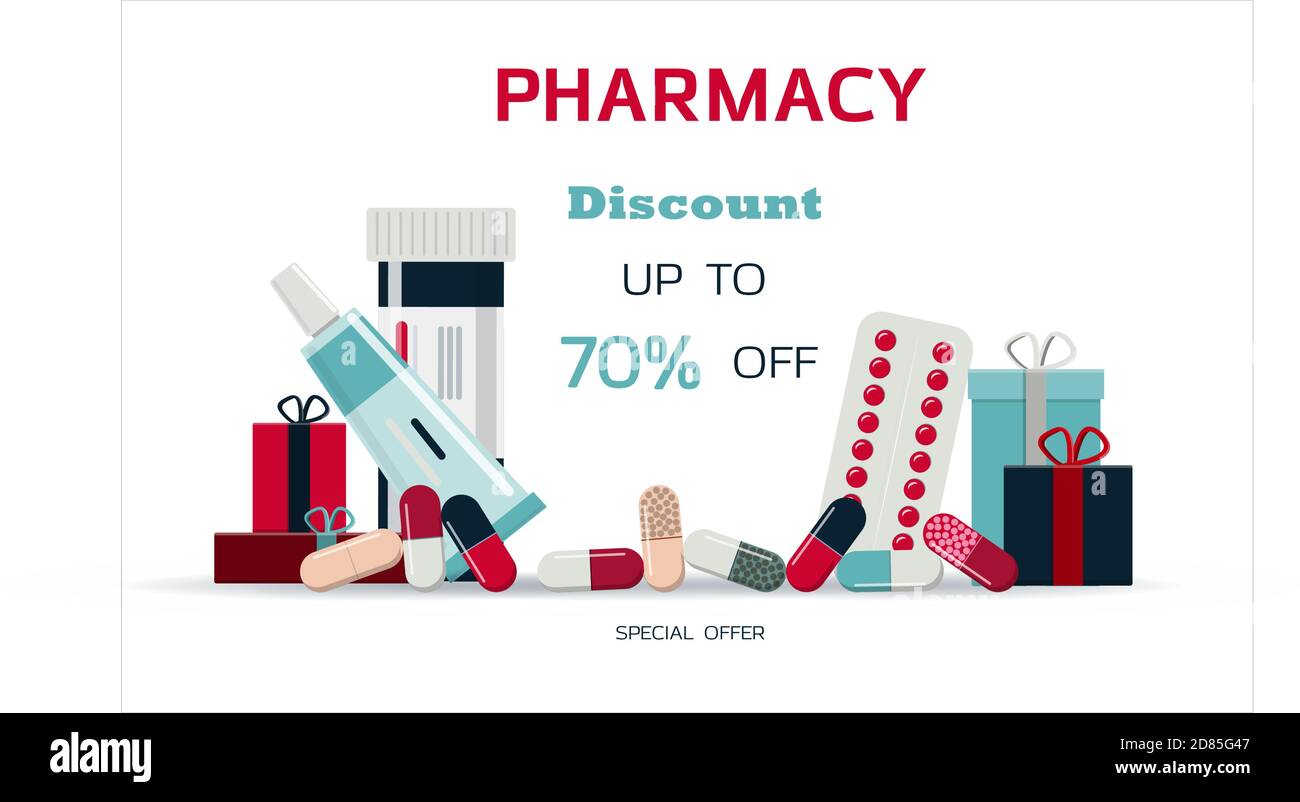 PHARMACY
Discount
UP TO
70% OFF
SPECIAL OFFER
alamy
Image ID: 2D85G47
www.alamy.com